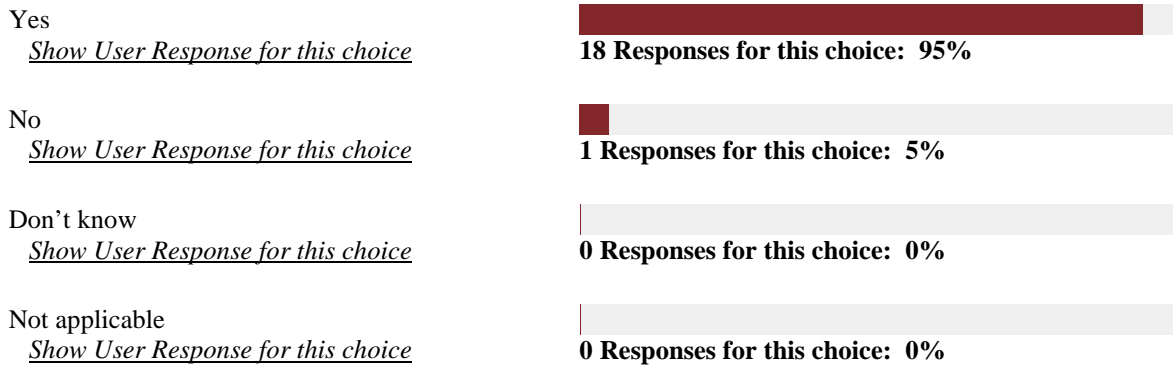 Yes
Show User Response for this choice
18 Responses for this choice:  95%
No
Show User Response for this choice
1 Responses for this choice:  5%
Don’t know
Show User Response for this choice
0 Responses for this choice:  0%
Not applicable
Show User Response for this choice
0 Responses for this choice:  0%